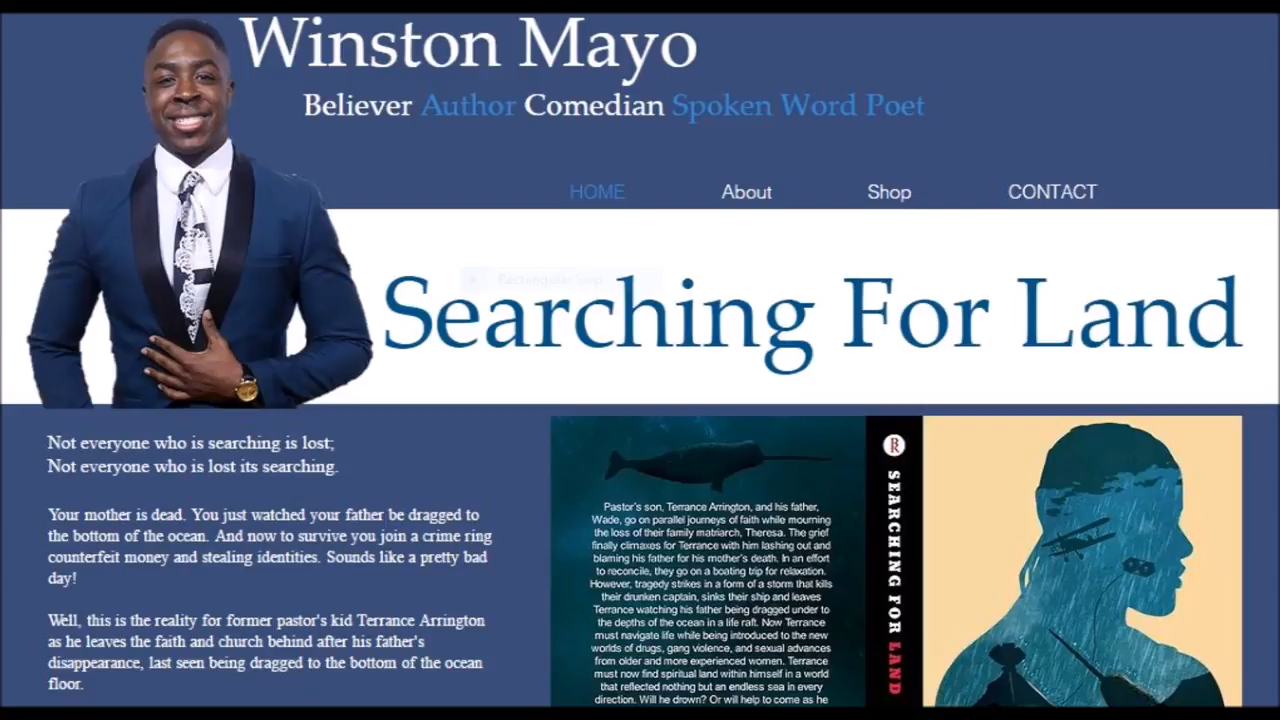 Winston Mayo
Believer Author Comedian Spoken Word Poet
HOME About Shop CONTACT
Searching For Land
Not everyone who is searching is lost;
Not everyone who is lost its searching.
Your mother is dead. You just watched your father be dragged to
the bottom of the ocean. And now to survive you join a crime ring
counterfeit money and stealing identities. Sounds like a pretty bad
day!
Well, this is the reality for former pastor's kid Terrance Arrington
as he leaves the faith and church behind after his father's
disappearance, last seen being dragged to the bottom of the ocean
floor.
Pastor's son, Terrance Arrington, and his father,
Wade, go on parallel journeys of faith while mourning
the loss of their family matriarch, Theresa. The grief
finally climaxes for Terrance with him lashing out and
blaming his father for his mother's death. In an effort
to reconcile, they go on a boating trip for relaxation.
However, tragedy strikes in a form of a storm that kills
their drunken captain, sinks their ship and leaves
Terrance watching his father being dragged under to
the depths of the ocean in a life raft. Now Terrance
must navigate life while being introduced to the new
worlds of drugs, gang violence, and sexual advances
from older and more experienced women. Terrance
must now find spiritual land within himself in a world
that reflected nothing but an endless sea in every
direction. Will he drown? Or will help to come as he
SEARCHING FOR LAND